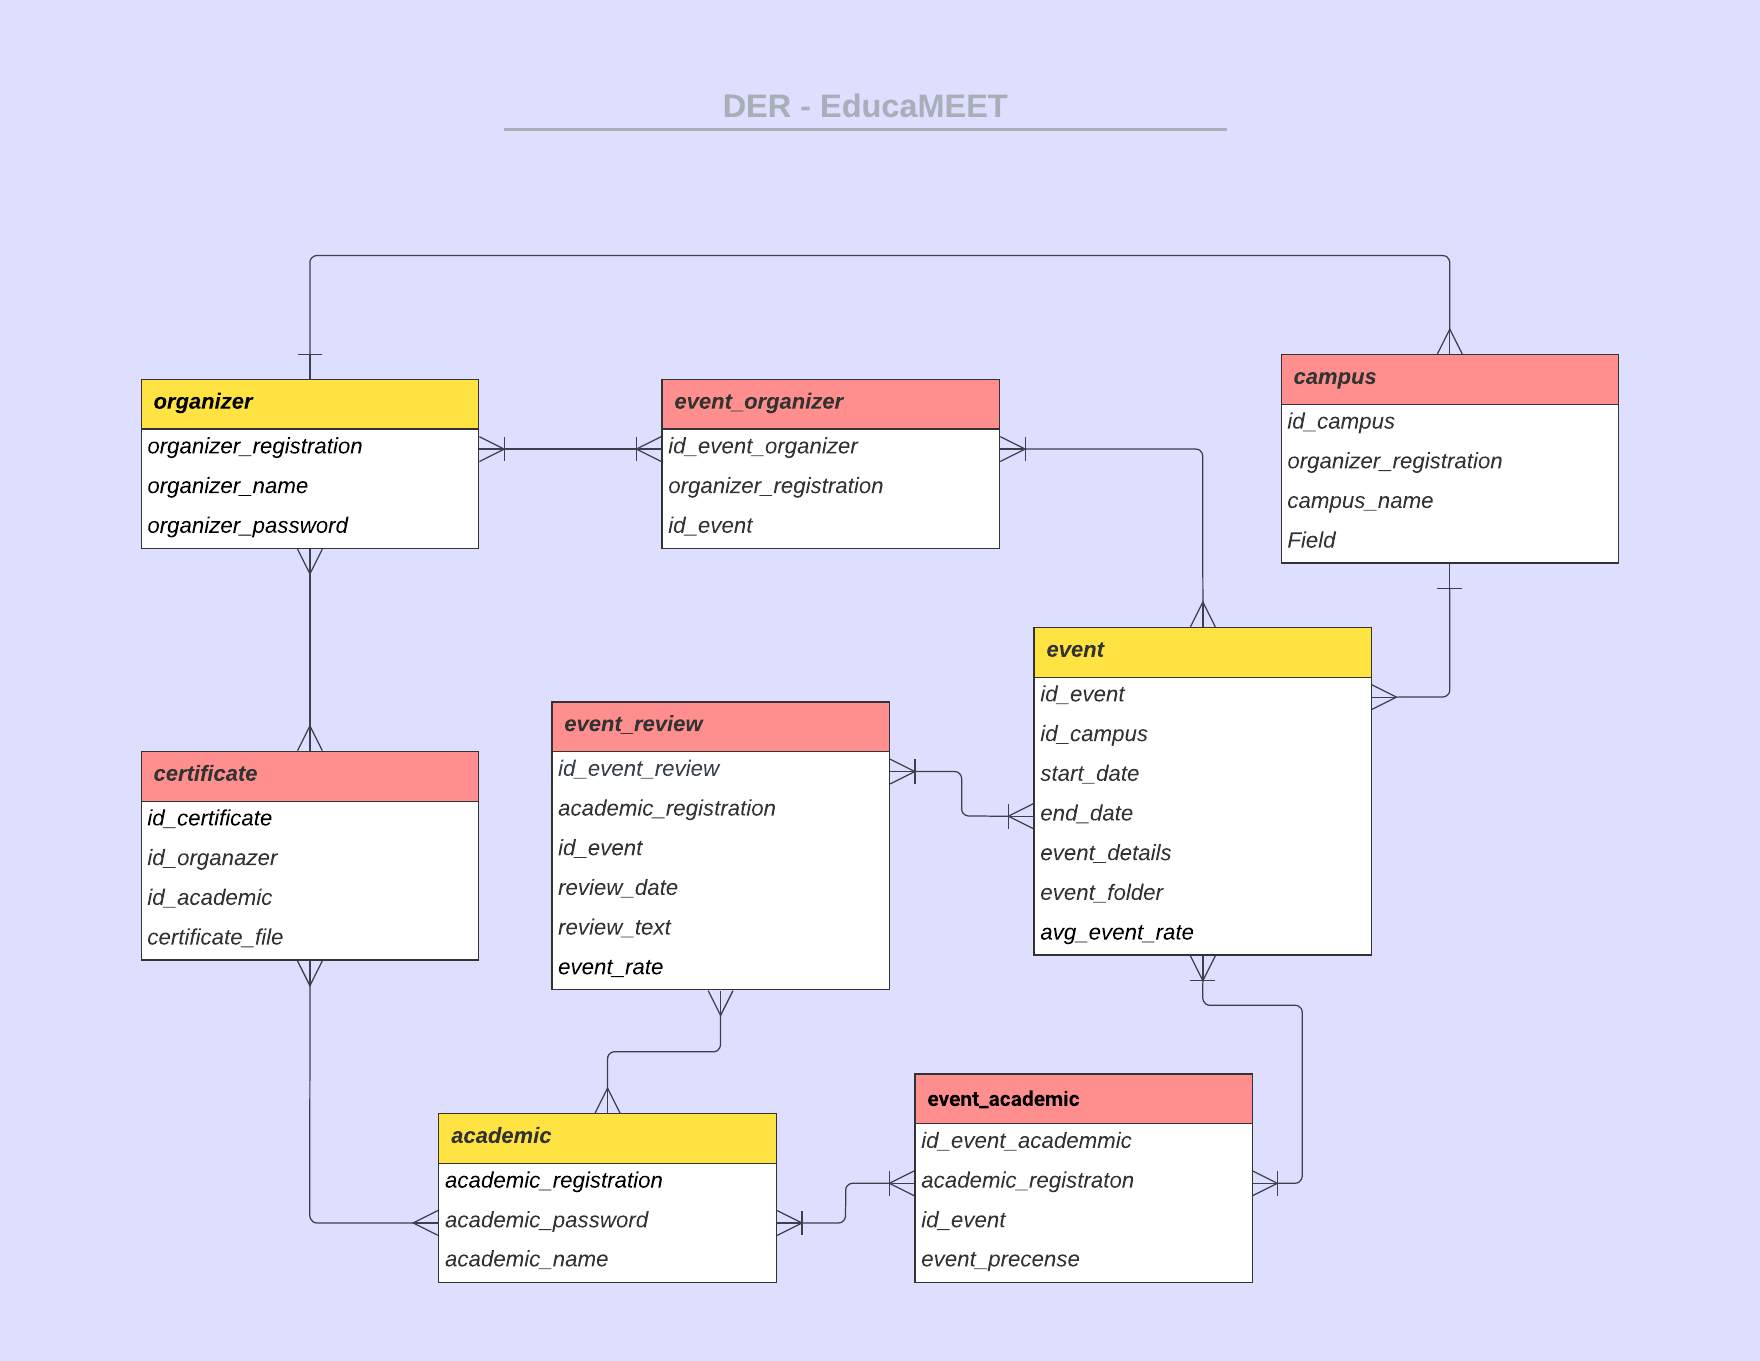 DER - EducaMEET
organizer
organizer_registration
organizer_name
organizer_password
event_organizer
id_event_organizer
organizer_registration
id_event
campus
id_campus
organizer_registration
campus_name
Field
event
id_event
id_campus
start_date
end_date
event_details
event_folder
avg_event_rate
event_review
id_event_review
academic_registration
id_event
review_date
review_text
event_rate
certificate
id_certificate
id_organazer
id_academic
certificate_file
academic
academic_registration
academic_password
academic_name
event_academic
id_event_academmic
academic_registraton
id_event
event_precense